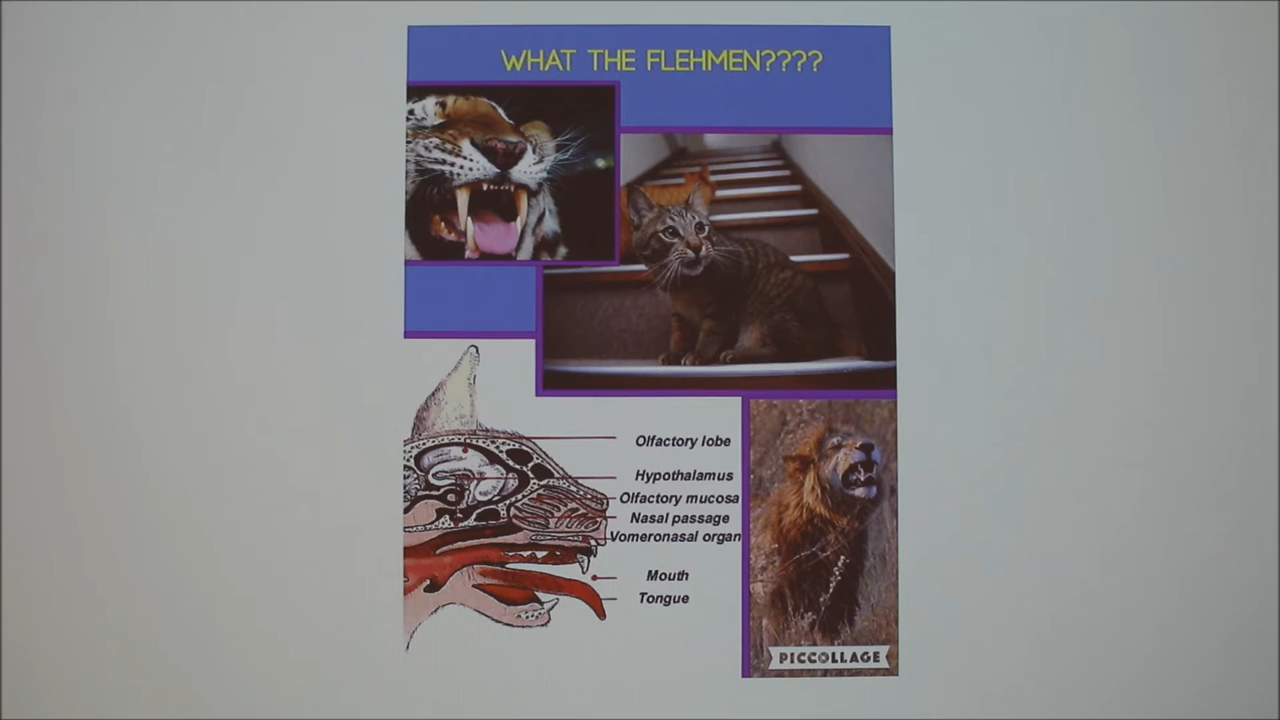 WHAT THE FLEHMEN????
Olfactory lobe
Hypothalamus
Olfactory mucosa
Nasal passage
Vomeronasal organ
Mouth
Tongue
PICCOLLAGE